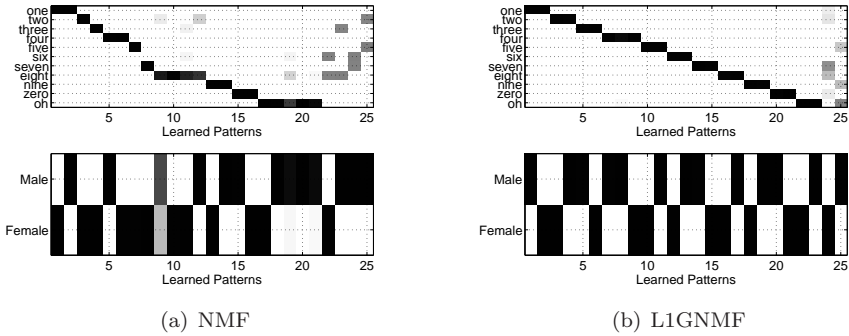 one
two
three
four
five
six
seven
eight
nine
zero
oh
5 10 15 20 25
Learned Patterns
Male
Female
5 10 15 20 25
Learned Patterns
(a) NMF
one
two
three
four
five
six
seven
eight
nine
zero
oh
5 10 15 20 25
Learned Patterns
Male
Female
5 10 15 20 25
Learned Patterns
(b) L1GNMF